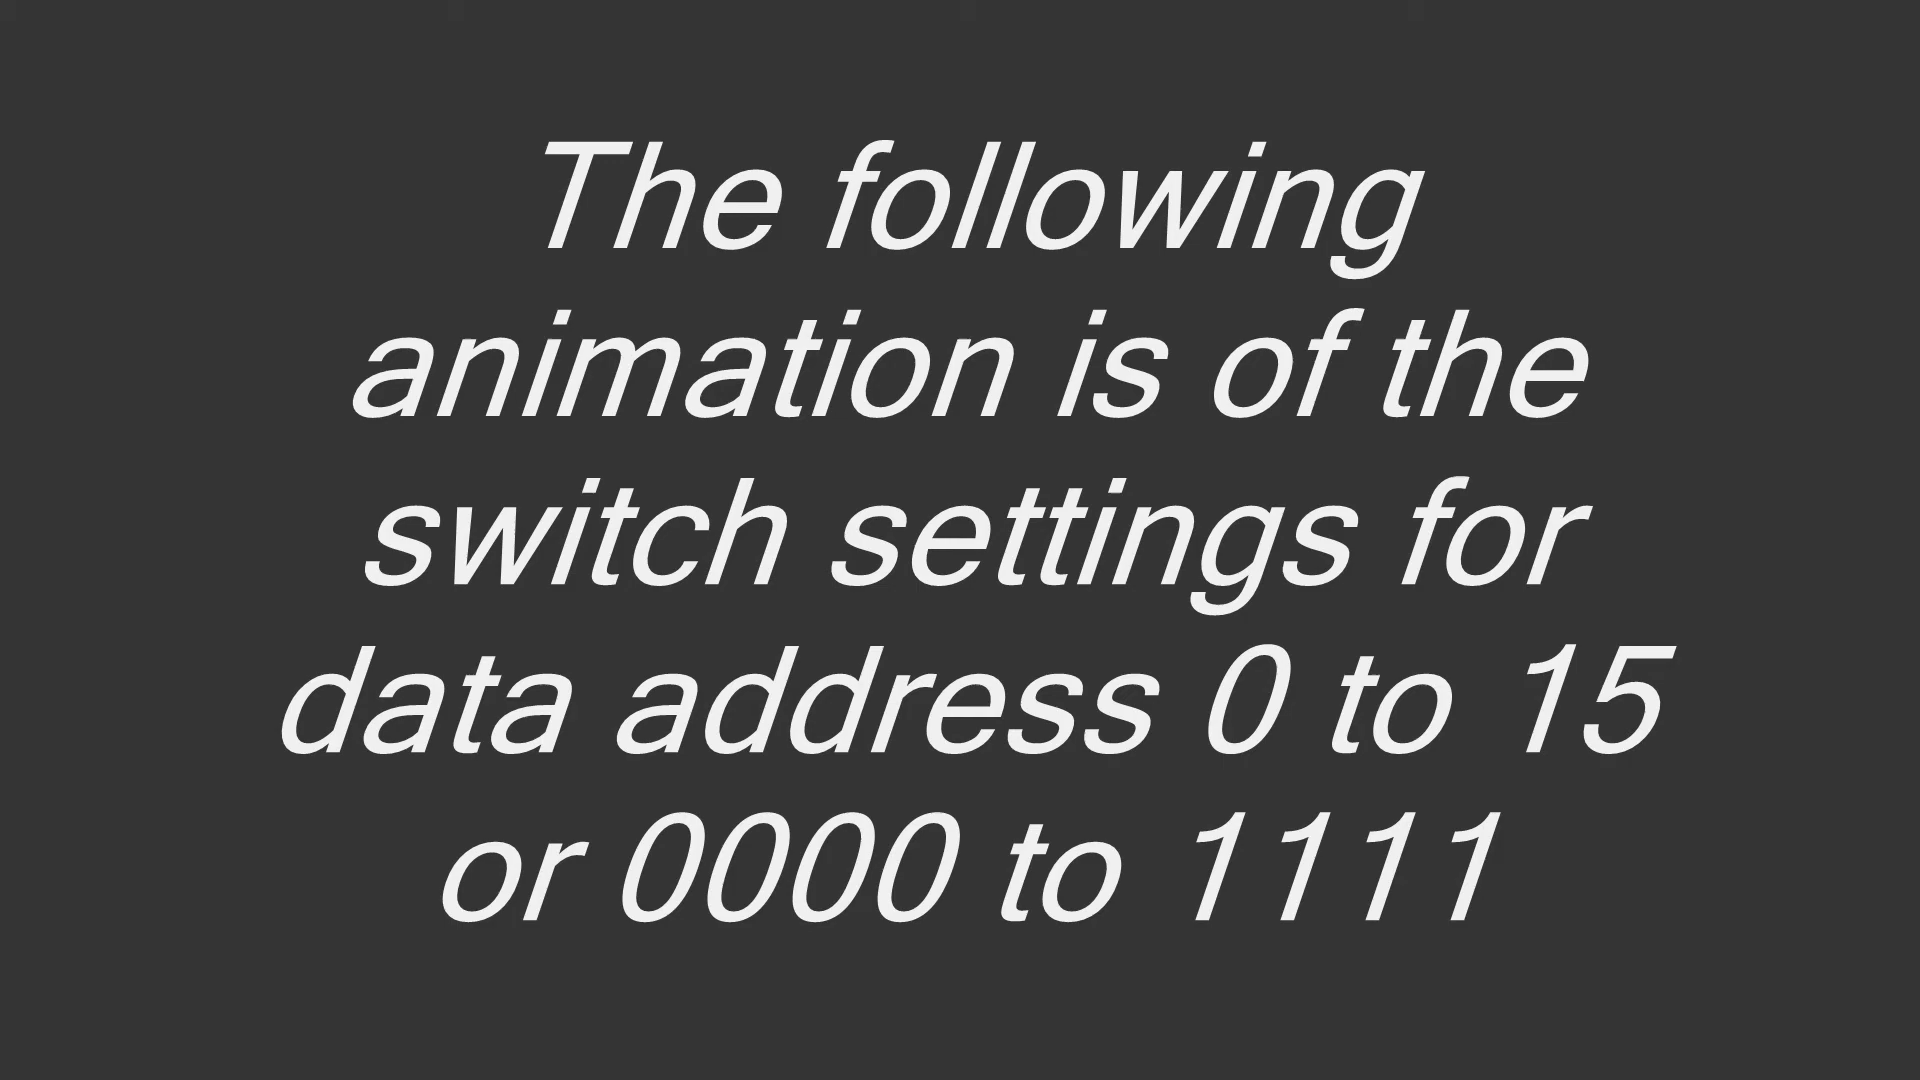 The following
animation is of the
switch settings for
data address 0 to 15
or 0000 to 1111